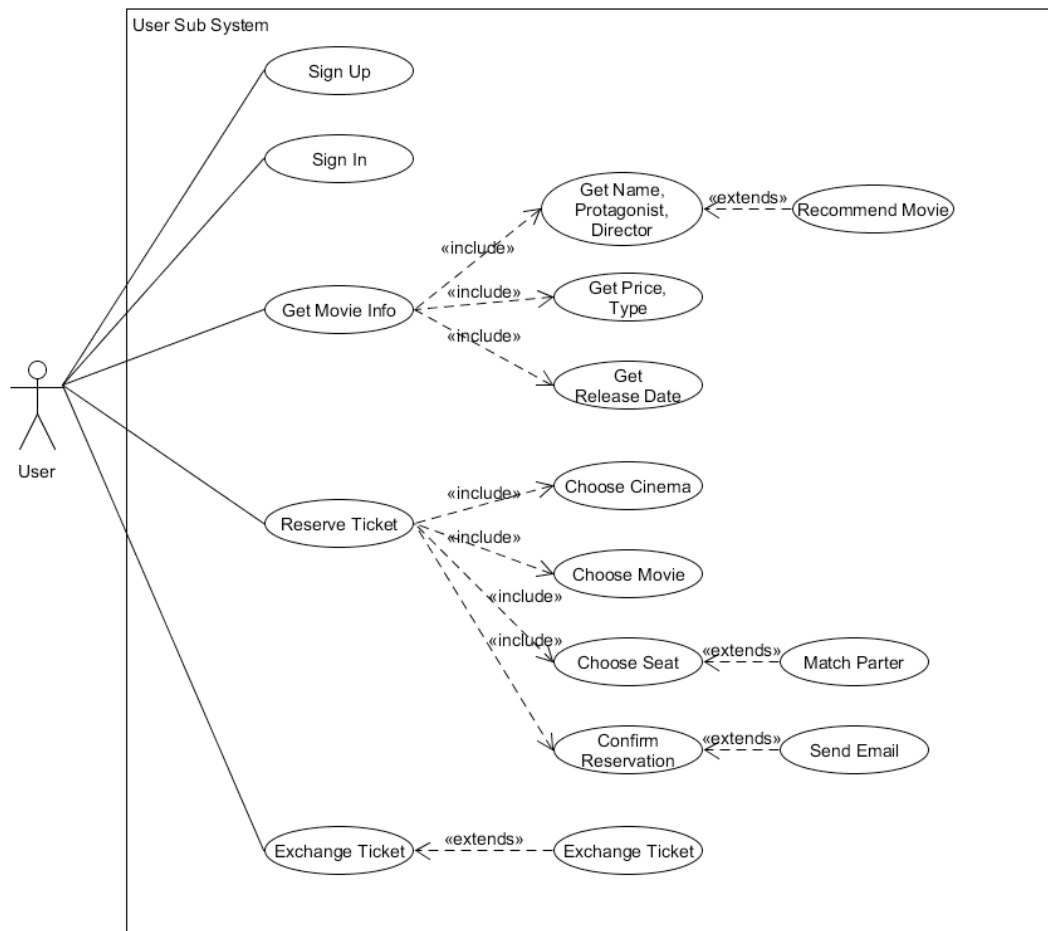 User Sub System
Sign Up
Sign In
Get Name,
Protagonist,
Director
«extends»
Recommend Movie
«include»
Get Movie Info
«include»
Get Price,
Type
«include»
Get
Release Date
User
Reserve Ticket
«include»
Choose Cinema
«include»
Choose Movie
«include»
«include»
Choose Seat
«extends»
Match Parter
Confirm
Reservation
«extends»
Send Email
Exchange Ticket
«extends»
Exchange Ticket